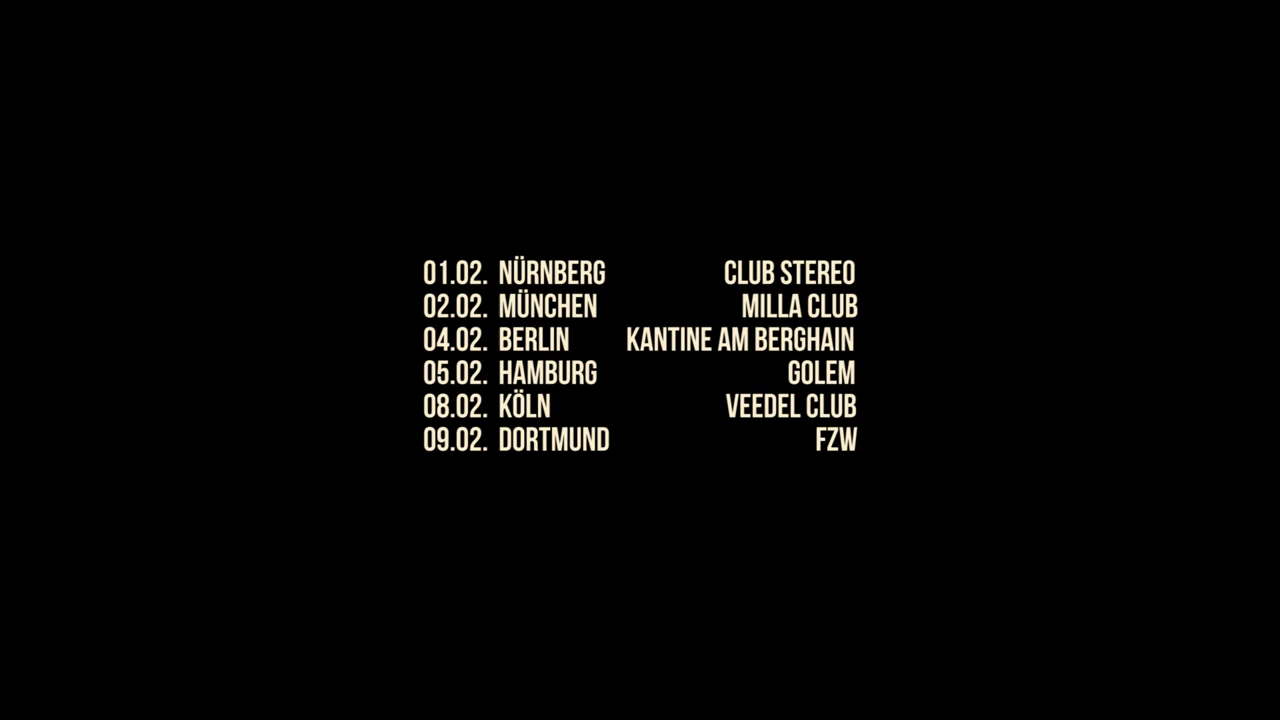 01.02. NÜRNBERG CLUB STEREO
02.02. MÜNCHEN MILLA CLUB
04.02. BERLIN KANTINE AM BERGHAIN
05.02. HAMBURG GOLEM
08.02. KÖLN VEEDEL CLUB
09.02. DORTMUND FZW